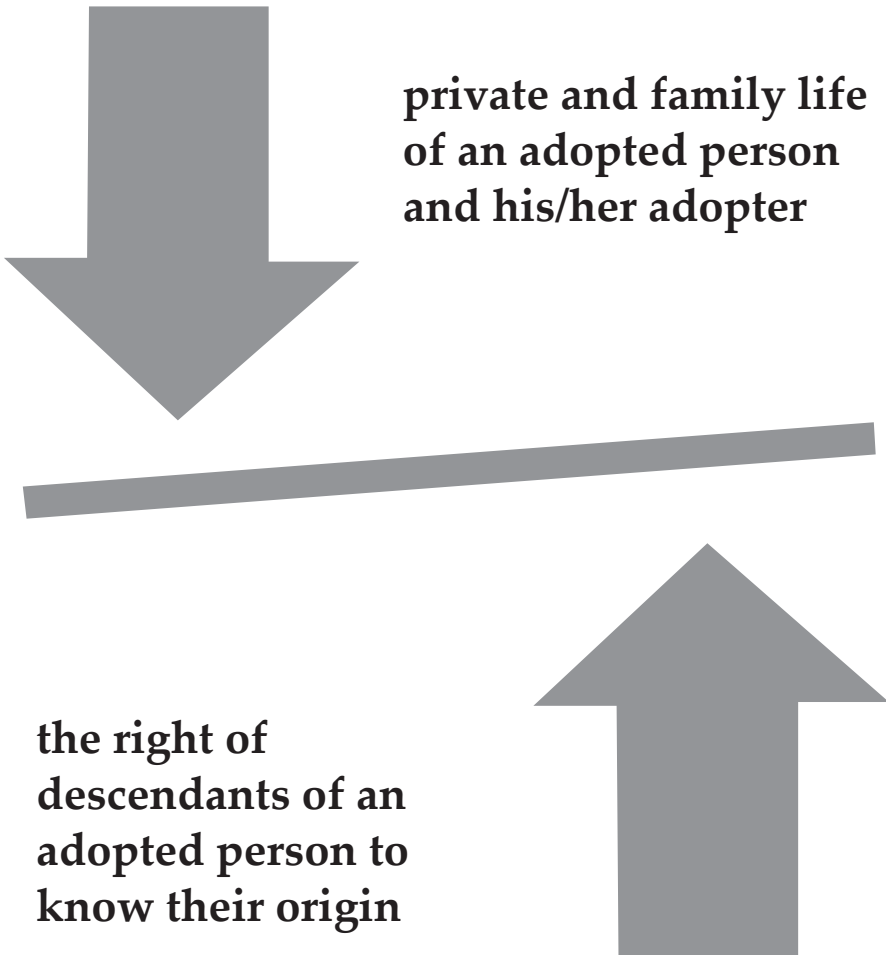 private and family life
of an adopted person
and his/her adopter
the right of
descendants of an
adopted person to
know their origin